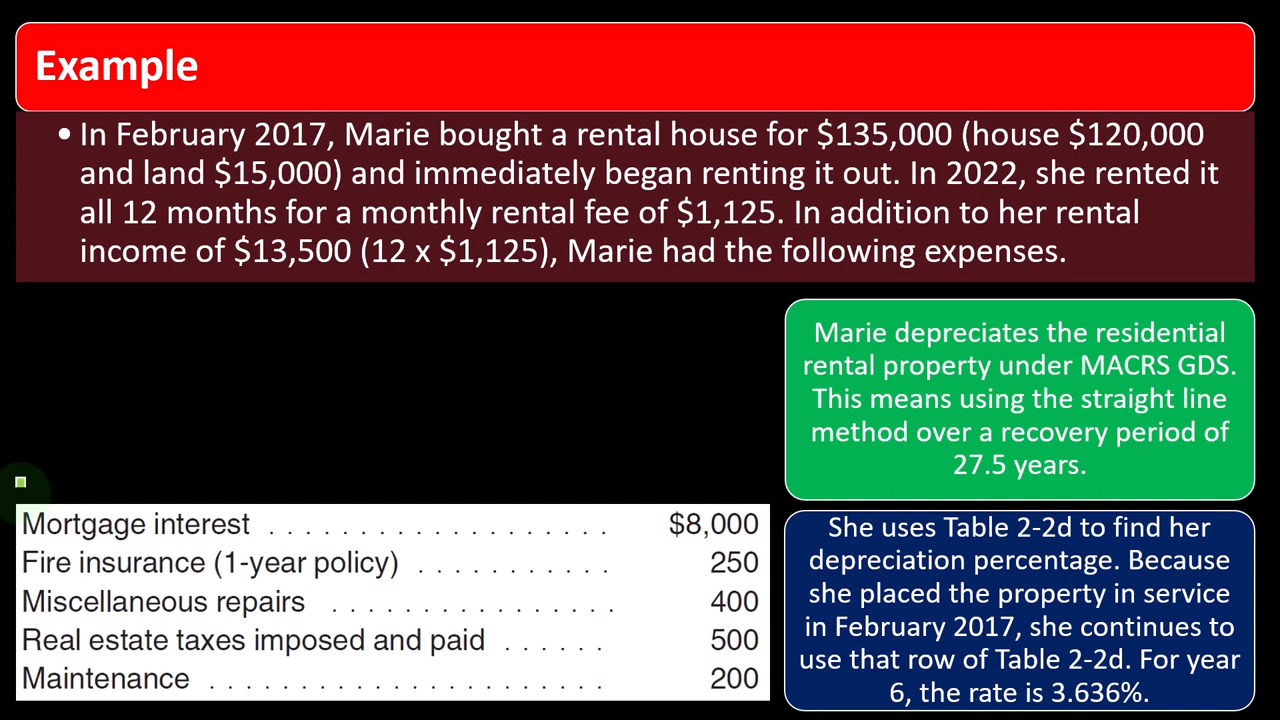 Example
• In February 2017, Marie bought a rental house for $135,000 (house $120,000
and land $15,000) and immediately began renting it out. In 2022, she rented it
all 12 months for a monthly rental fee of $1,125. In addition to her rental
income of $13,500 (12 x $1,125), Marie had the following expenses.
Marie depreciates the residential
rental property under MACRS GDS.
This means using the straight line
method over a recovery period of
27.5 years.
Mortgage interest . . . . . . . . . . . . . . . . . . . $8,000
Fire insurance (1-year policy) . . . . . . . . . . . 250
Miscellaneous repairs . . . . . . . . . . . . . . . . 400
Real estate taxes imposed and paid . . . . . . 500
Maintenance . . . . . . . . . . . . . . . . . . . . . . 200
She uses Table 2-2d to find her
depreciation percentage. Because
she placed the property in service
in February 2017, she continues to
use that row of Table 2-2d. For year
6, the rate is 3.636%.